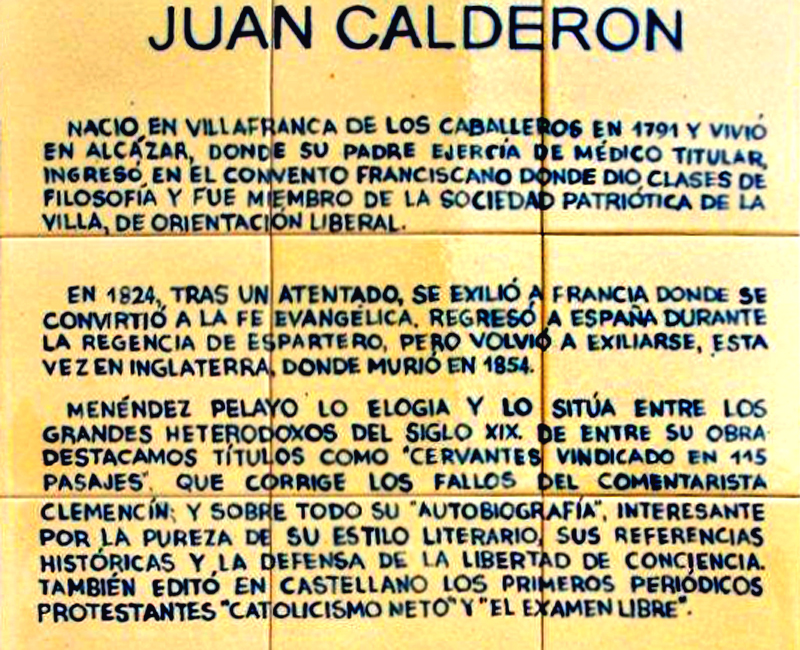 JUAN CALDERON
NACIÓ EN VILLAFRANCA DE LOS CABALLEROS EN 1791 Y VIVIÓ
EN ALCÁZAR, DONDE SU PADRE EJERCÍA DE MÉDICO TITULAR,
INGRESÓ EN EL CONVENTO FRANCISCANO DONDE DIO CLASES DE
FILOSOFÍA Y FUE MIEMBRO DE LA SOCIEDAD PATRIÓTICA DE LA
VILLA, DE ORIENTACIÓN LIBERAL.
EN 1824, TRAS UN ATENTADO, SE EXILIÓ A FRANCIA DONDE SE
CONVIRTIÓ A LA FE EVANGÉLICA. REGRESÓ A ESPAÑA DURANTE
LA REGENCIA DE ESPARTERO, PERO VOLVIÓ A EXILIARSE, ESTA
VEZ EN INGLATERRA, DONDE MURIÓ EN 1854.
MENÉNDEZ PELAYO LO ELOGIA Y LO SITÚA ENTRE LOS
GRANDES HETERODOXOS DEL SIGLO XIX. DE ENTRE SU OBRA
DESTACAMOS TÍTULOS COMO "CERVANTES VINDICADO EN 115
PASAJES". QUE CORRIGE LOS FALLOS DEL COMENTARISTA
CLEMENCÍN; Y SOBRE TODO SU "AUTOBIOGRAFÍA", INTERESANTE
POR LA PUREZA DE SU ESTILO LITERARIO, SUS REFERENCIAS
HISTÓRICAS Y LA DEFENSA DE LA LIBERTAD DE CONCIENCIA.
TAMBIÉN EDITÓ EN CASTELLANO LOS PRIMEROS PERIÓDICOS
PROTESTANTES "CATOLICISMO NETO" Y "EL EXAMEN LIBRE".